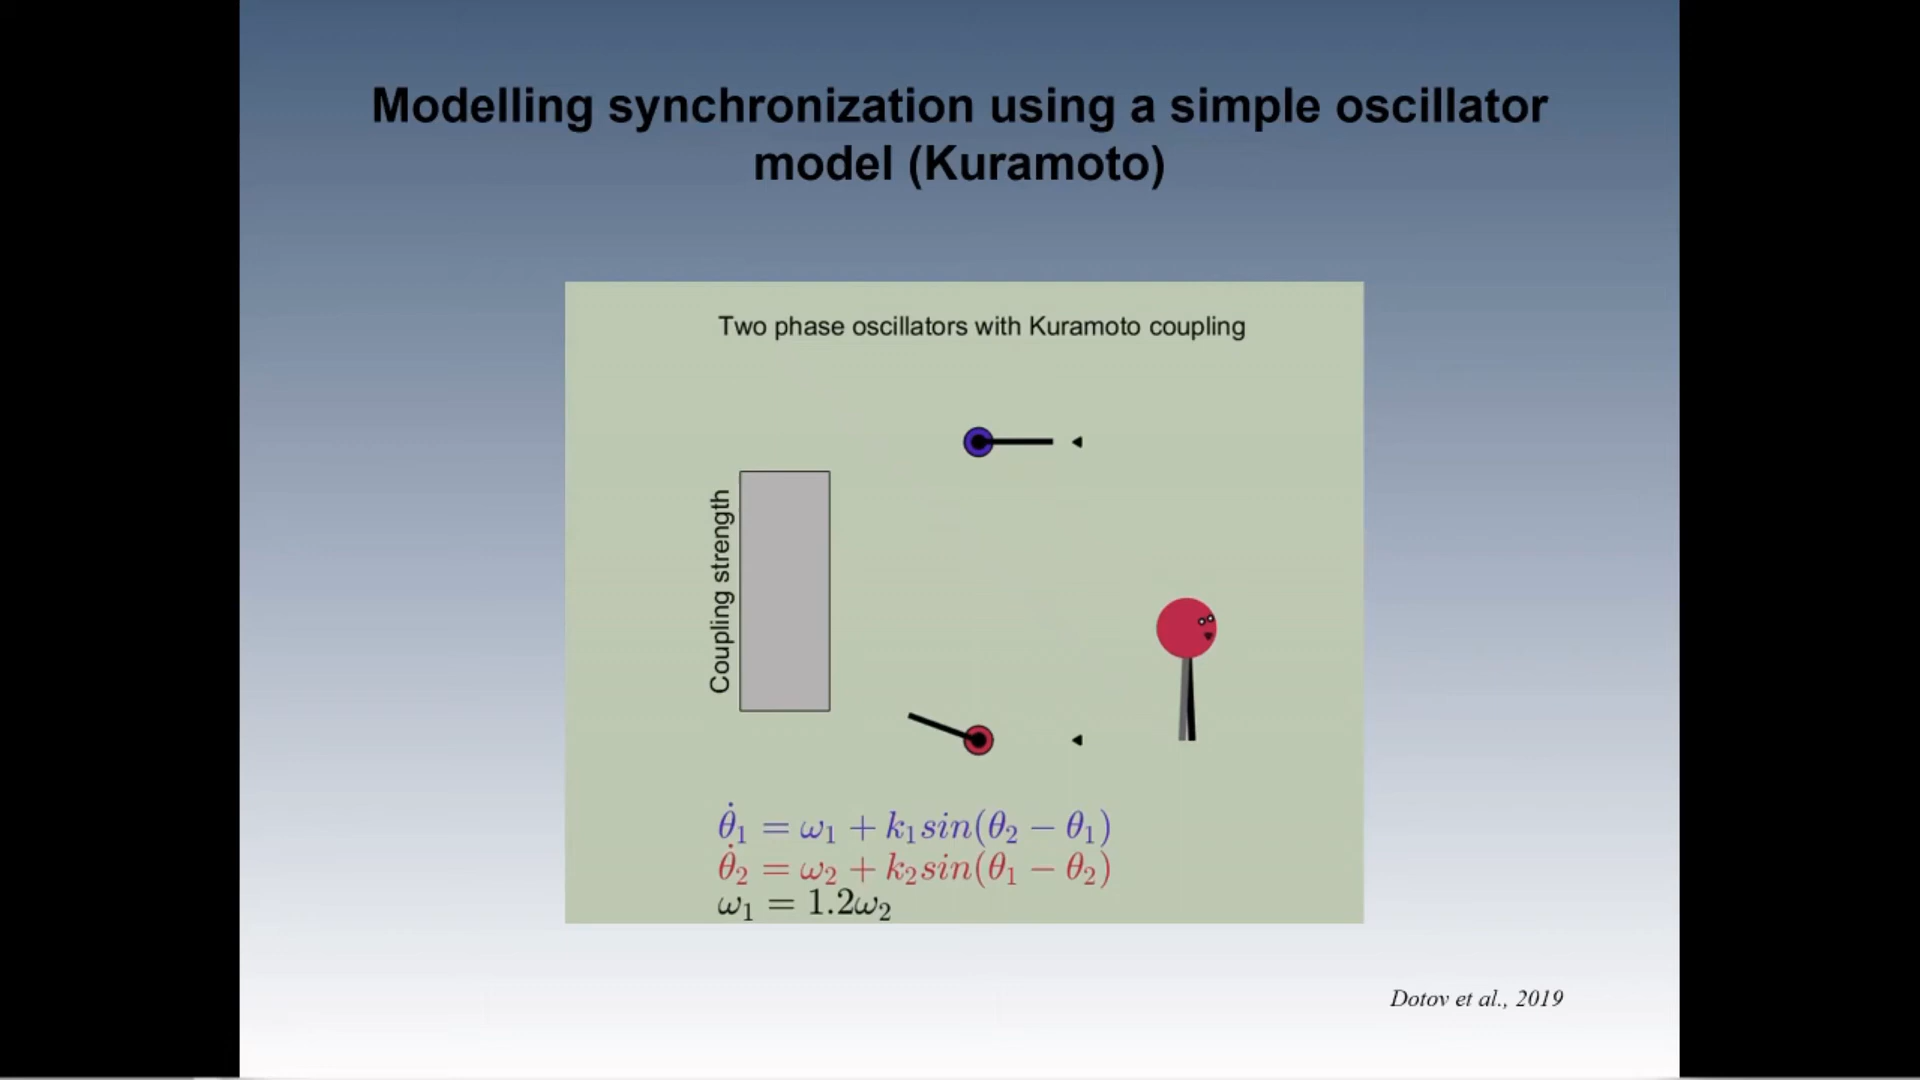 Modelling synchronization using a simple oscillator
model (Kuramoto)
Two phase oscillators with Kuramoto coupling
Coupling strength
θ̇₁ = ω₁ + k₁sin(θ₂ − θ₁)
θ̇₂ = ω₂ + k₂sin(θ₁ − θ₂)
ω₁ = 1.2ω₂
Dotov et al., 2019